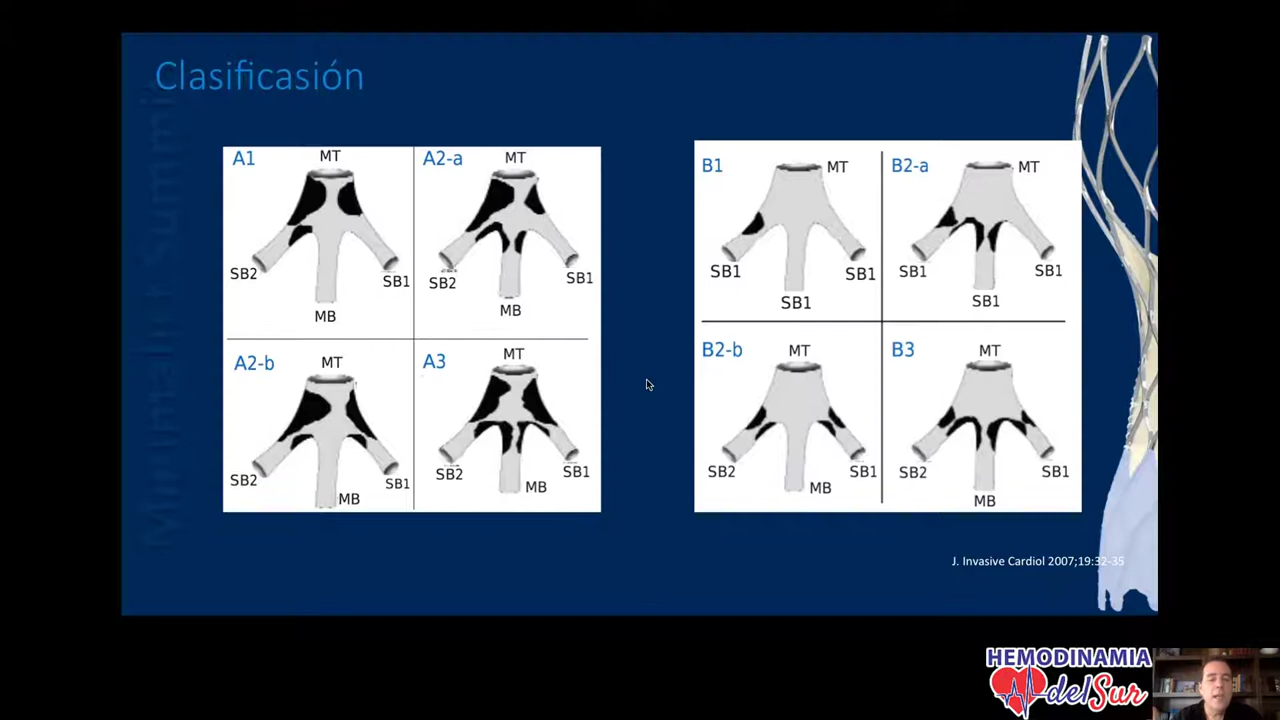 Clasificasión
A1
MT
SB2
SB1
MB
A2-a
MT
SB2
SB1
MB
A2-b
MT
SB2
SB1
MB
A3
MT
SB2
SB1
MB
B1
MT
SB1
SB1
SB1
B2-a
MT
SB1
SB1
SB1
B2-b
MT
SB2
SB1
MB
B3
MT
SB2
SB1
MB
J. Invasive Cardiol 2007;19:32-35
HEMODINAMIA
delSur